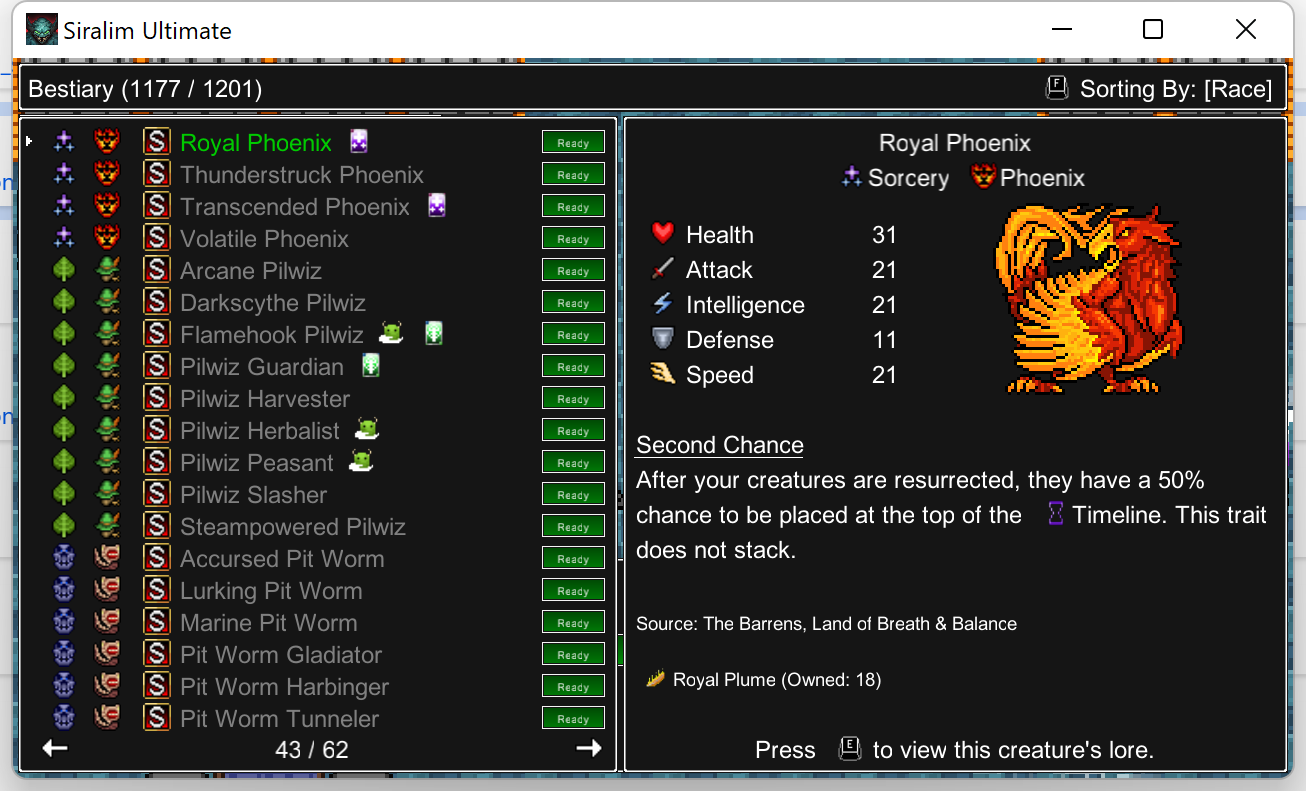 Siralim Ultimate
Bestiary (1177 / 1201)
F Sorting By: [Race]
S Royal Phoenix Ready
S Thunderstruck Phoenix Ready
S Transcended Phoenix Ready
S Volatile Phoenix Ready
S Arcane Pilwiz Ready
S Darkscythe Pilwiz Ready
S Flamehook Pilwiz Ready
S Pilwiz Guardian Ready
S Pilwiz Harvester Ready
S Pilwiz Herbalist Ready
S Pilwiz Peasant Ready
S Pilwiz Slasher Ready
S Steampowered Pilwiz Ready
S Accursed Pit Worm Ready
S Lurking Pit Worm Ready
S Marine Pit Worm Ready
S Pit Worm Gladiator Ready
S Pit Worm Harbinger Ready
S Pit Worm Tunneler Ready
43 / 62
Royal Phoenix
Sorcery Phoenix
Health 31
Attack 21
Intelligence 21
Defense 11
Speed 21
Second Chance
After your creatures are resurrected, they have a 50%
chance to be placed at the top of the Timeline. This trait
does not stack.
Source: The Barrens, Land of Breath & Balance
Royal Plume (Owned: 18)
Press E to view this creature's lore.